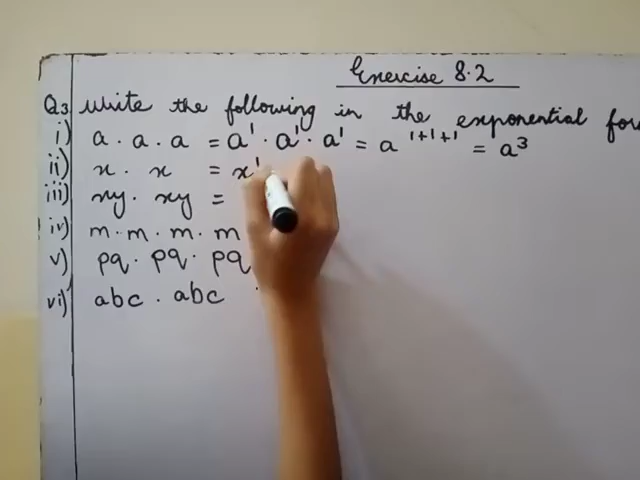 Exercise 8.2
Q3 Write the following in the exponential for
i) a . a . a = a¹ . a¹ . a¹ = a ¹⁺¹⁺¹ = a³
ii) x . x = x¹
iii) xy . xy =
iv) m . m . m . m
v) pq . pq . pq
vi) abc . abc .